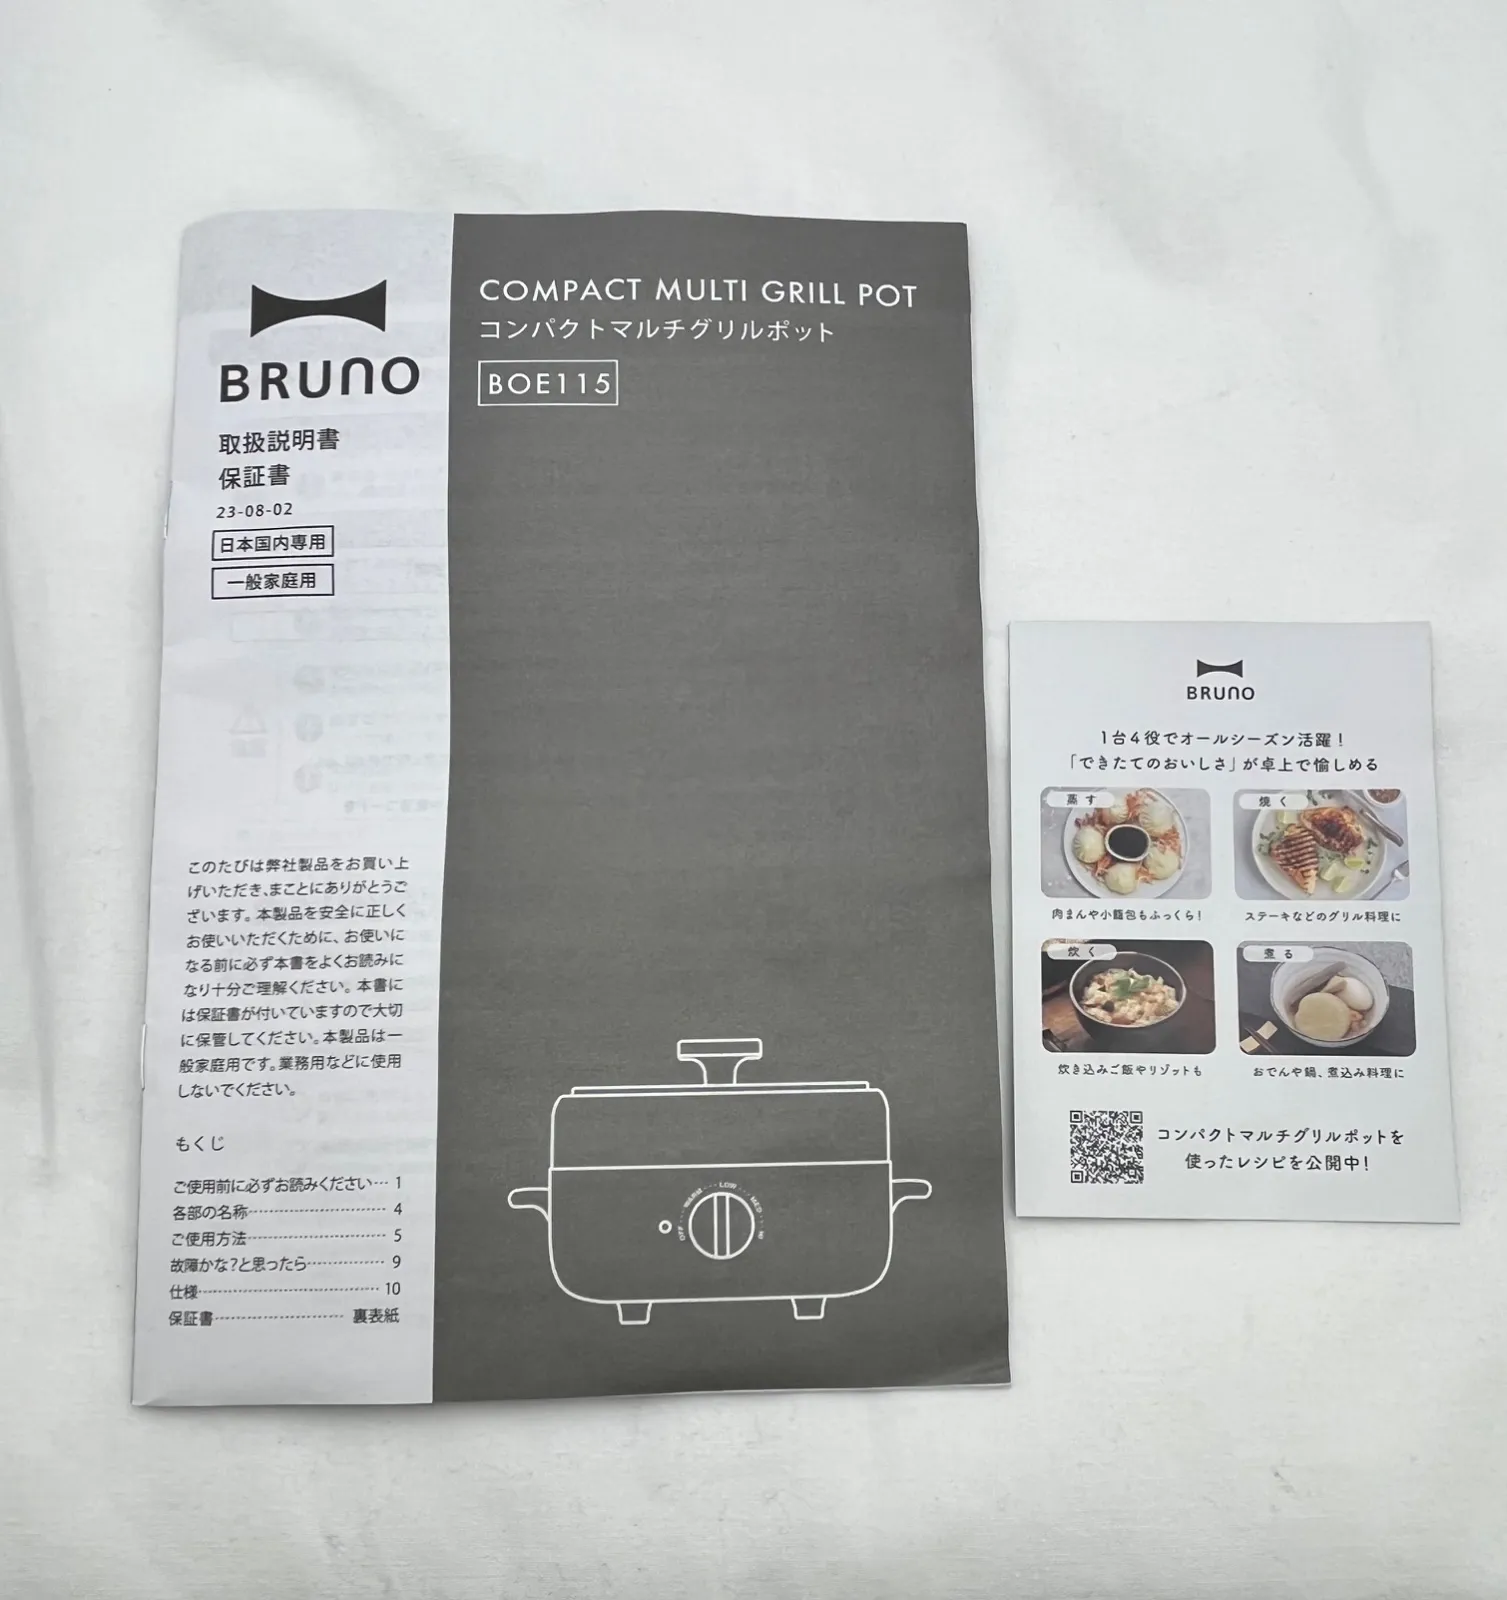 BRUNO
取扱説明書
保証書
23-08-02
日本国内専用
一般家庭用
このたびは弊社製品をお買い上
げいただき、まことにありがとうご
ざいます。本製品を安全に正しく
お使いいただくために、お使いに
なる前に必ず本書をよくお読みに
なり十分ご理解ください。本書に
は保証書が付いていますので大切
に保管してください。本製品は一
般家庭用です。業務用などに使用
しないでください。
もくじ
ご使用前に必ずお読みください… 1
各部の名称………………………… 4
ご使用方法………………………… 5
故障かな?と思ったら…………… 9
仕様………………………………… 10
保証書……………………… 裏表紙
COMPACT MULTI GRILL POT
コンパクトマルチグリルポット
BOE115
OFF WARM LOW MED HI
BRUNO
1台4役でオールシーズン活躍!
「できたてのおいしさ」が卓上で愉しめる
蒸す
肉まんや小籠包もふっくら!
焼く
ステーキなどのグリル料理に
炊く
炊き込みご飯やリゾットも
煮る
おでんや鍋、煮込み料理に
コンパクトマルチグリルポットを
使ったレシピを公開中!